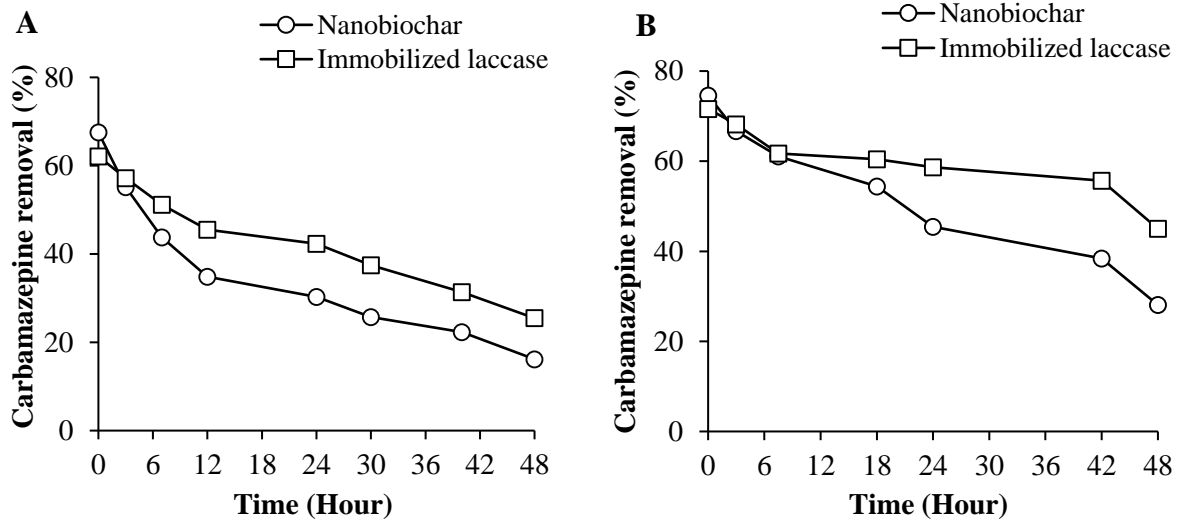 A
Nanobiochar
Immobilized laccase
80
60
40
20
0
Carbamazepine removal (%)
0 6 12 18 24 30 36 42 48
Time (Hour)
B
Nanobiochar
Immobilized laccase
80
60
40
20
0
Carbamazepine removal (%)
0 6 12 18 24 30 36 42 48
Time (Hour)